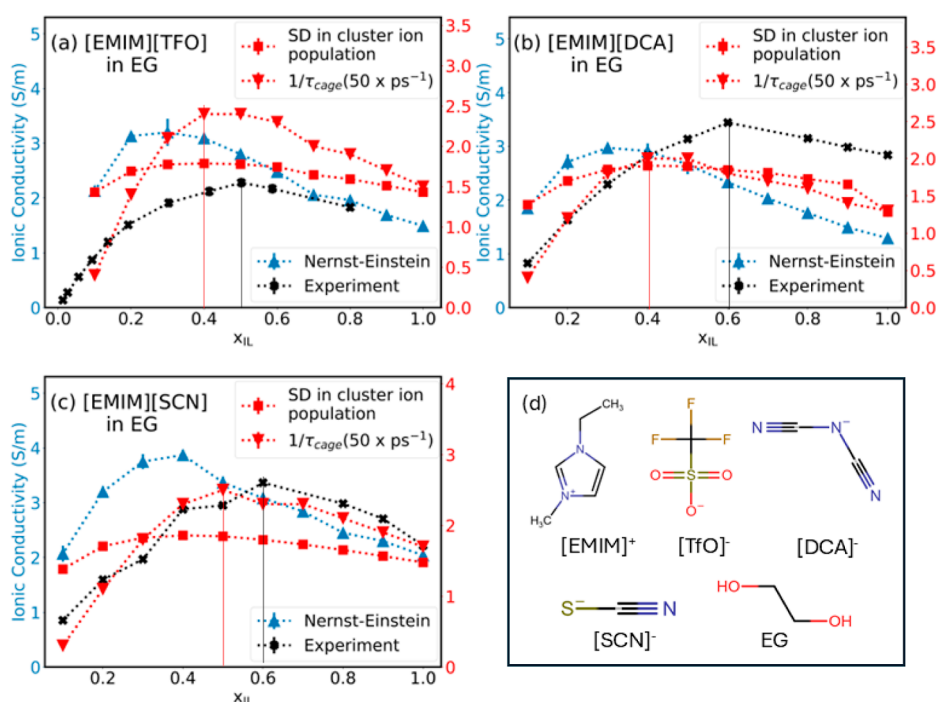 (a) [EMIM][TFO]
in EG
SD in cluster ion
population
1/τcage(50 x ps⁻¹)
Nernst-Einstein
Experiment
Ionic Conductivity (S/m)
0 1 2 3 4 5
0.0 0.5 1.0 1.5 2.0 2.5 3.0 3.5
0.0 0.2 0.4 0.6 0.8 1.0
xIL
(b) [EMIM][DCA]
in EG
SD in cluster ion
population
1/τcage(50 x ps⁻¹)
Nernst-Einstein
Experiment
Ionic Conductivity (S/m)
0 1 2 3 4 5
0.0 0.5 1.0 1.5 2.0 2.5 3.0 3.5
0.2 0.4 0.6 0.8 1.0
xIL
(c) [EMIM][SCN]
in EG
SD in cluster ion
population
1/τcage(50 x ps⁻¹)
Nernst-Einstein
Experiment
Ionic Conductivity (S/m)
0 1 2 3 4 5
0 1 2 3 4
0.2 0.4 0.6 0.8 1.0
xIL
(d)
CH₃
N
N⁺
H₃C
[EMIM]⁺
F
F F
O S O
O⁻
[TfO]⁻
N N⁻
N
[DCA]⁻
S⁻ N
[SCN]⁻
HO
OH
EG